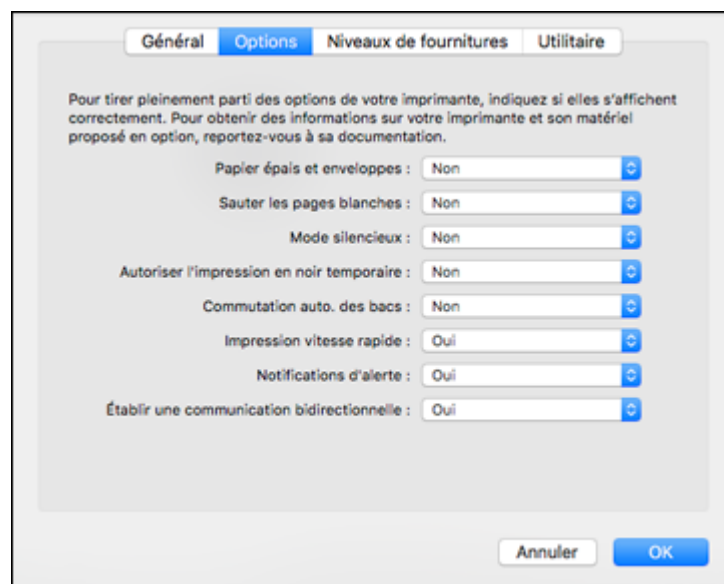 Général Options Niveaux de fournitures Utilitaire
Pour tirer pleinement parti des options de votre imprimante, indiquez si elles s'affichent
correctement. Pour obtenir des informations sur votre imprimante et son matériel
proposé en option, reportez-vous à sa documentation.
Papier épais et enveloppes : Non
Sauter les pages blanches : Non
Mode silencieux : Non
Autoriser l'impression en noir temporaire : Non
Commutation auto. des bacs : Non
Impression vitesse rapide : Oui
Notifications d'alerte : Oui
Établir une communication bidirectionnelle : Oui
Annuler OK